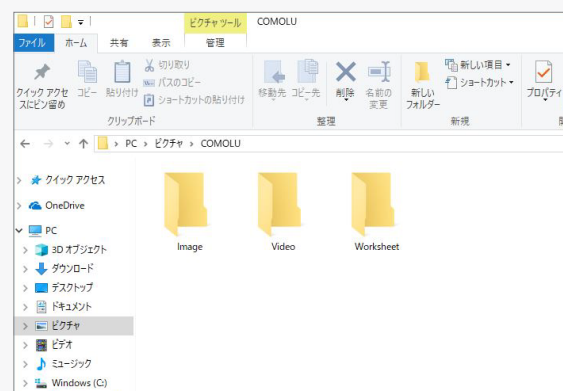 ピクチャ ツール COMOLU
ファイル ホーム 共有 表示 管理
クイック アクセスにピン留め
コピー
貼り付け
切り取り
パスのコピー
ショートカットの貼り付け
クリップボード
移動先
コピー先
削除
名前の変更
整理
新しいフォルダー
新しい項目
ショートカット
新規
プロパティ
PC › ピクチャ › COMOLU
クイック アクセス
OneDrive
PC
3D オブジェクト
ダウンロード
デスクトップ
ドキュメント
ピクチャ
ビデオ
ミュージック
Windows (C:)
Image
Video
Worksheet